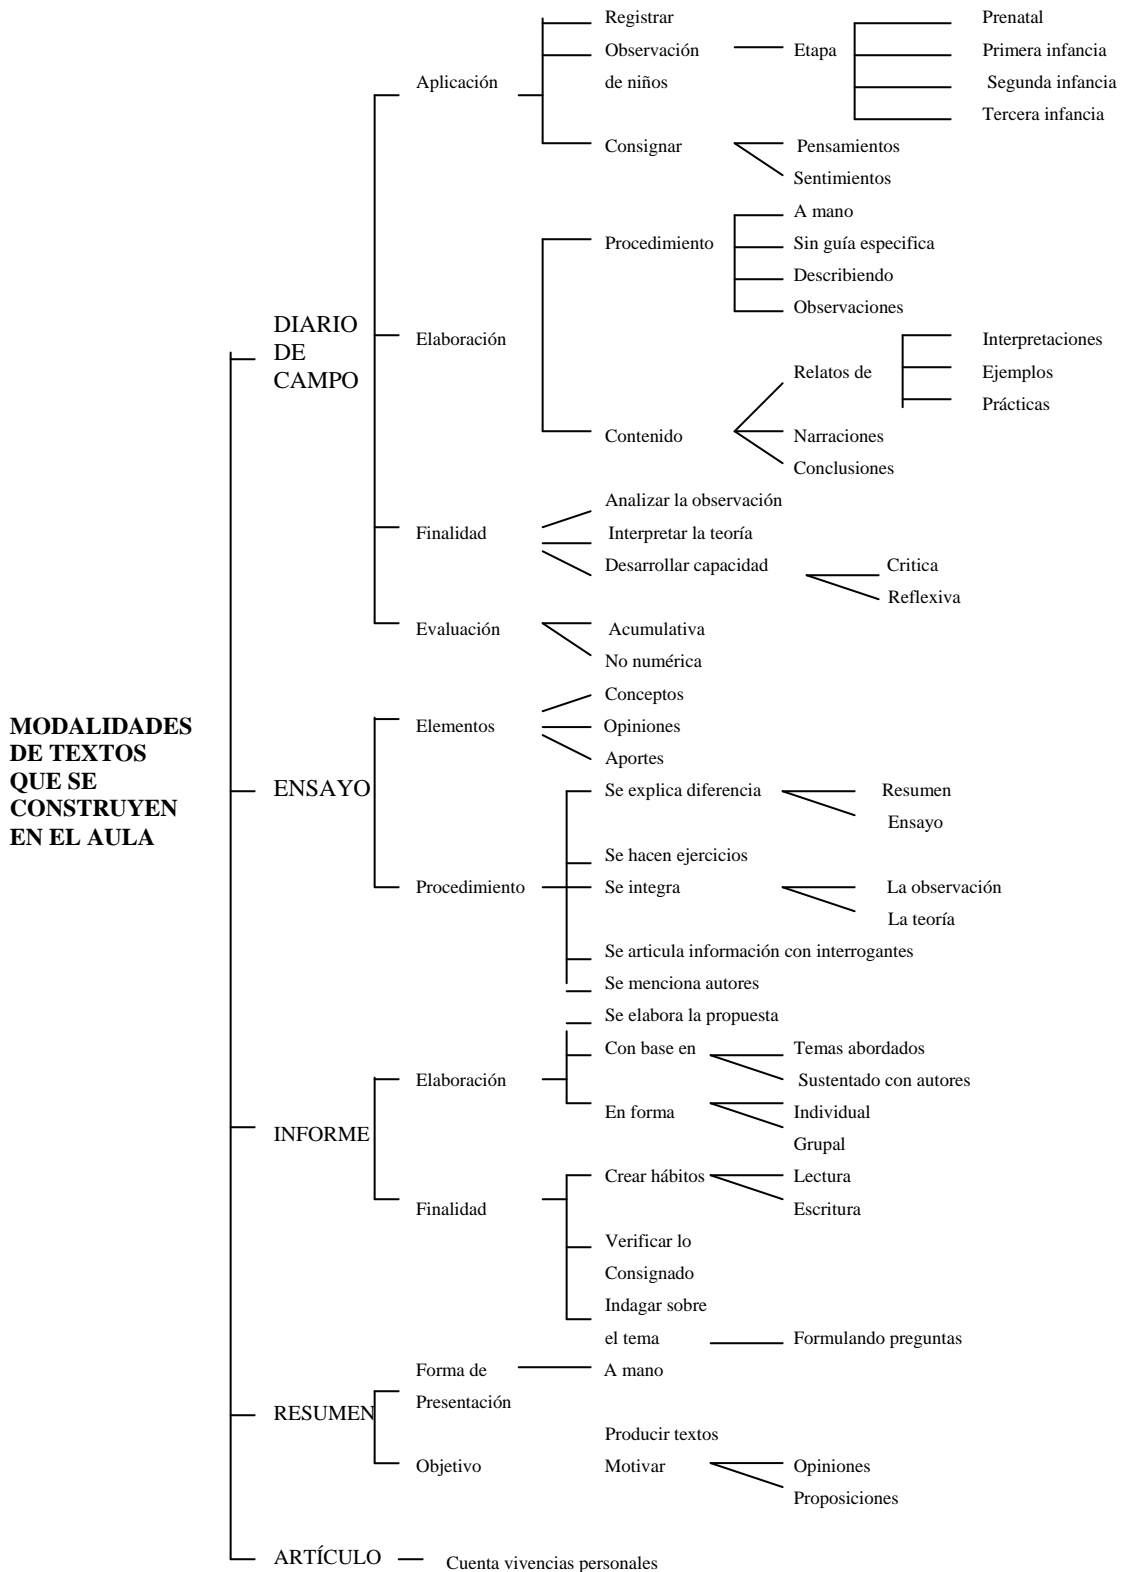 Registrar
Prenatal
Observación
Etapa
Primera infancia
Aplicación
de niños
Segunda infancia
Tercera infancia
Consignar
Pensamientos
Sentimientos
A mano
Procedimiento
Sin guía especifica
Describiendo
Observaciones
DIARIO
DE
CAMPO
Elaboración
Interpretaciones
Relatos de
Ejemplos
Prácticas
Contenido
Narraciones
Conclusiones
Analizar la observación
Finalidad
Interpretar la teoría
Desarrollar capacidad
Critica
Reflexiva
Evaluación
Acumulativa
No numérica
MODALIDADES
DE TEXTOS
QUE SE
CONSTRUYEN
EN EL AULA
Conceptos
Elementos
Opiniones
Aportes
ENSAYO
Se explica diferencia
Resumen
Ensayo
Se hacen ejercicios
Procedimiento
Se integra
La observación
La teoría
Se articula información con interrogantes
Se menciona autores
Se elabora la propuesta
Con base en
Temas abordados
Elaboración
Sustentado con autores
En forma
Individual
INFORME
Grupal
Crear hábitos
Lectura
Finalidad
Escritura
Verificar lo
Consignado
Indagar sobre
el tema
Formulando preguntas
Forma de
A mano
Presentación
RESUMEN
Producir textos
Objetivo
Motivar
Opiniones
Proposiciones
ARTÍCULO
Cuenta vivencias personales